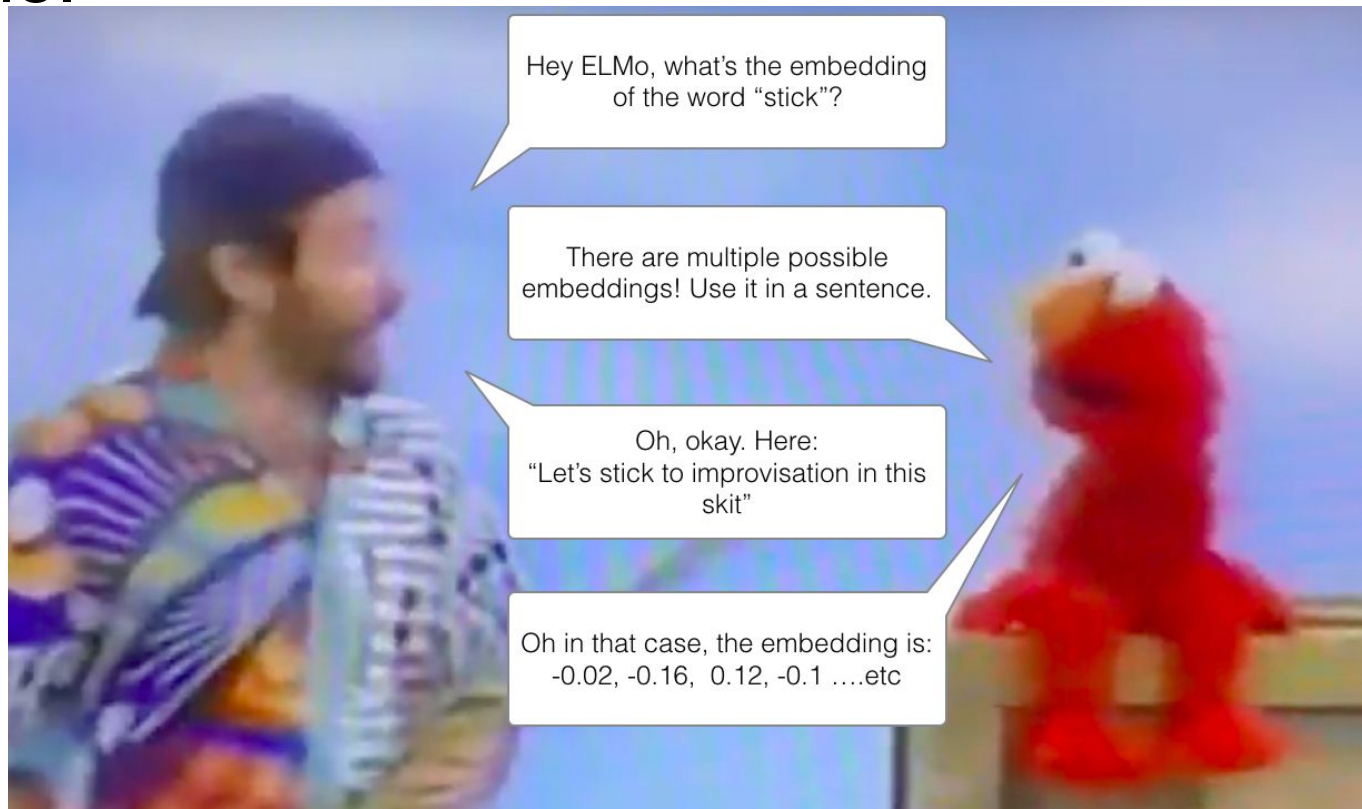 Hey ELMo, what's the embedding
of the word “stick”?
There are multiple possible
embeddings! Use it in a sentence.
Oh, okay. Here:
“Let's stick to improvisation in this
skit”
Oh in that case, the embedding is:
-0.02, -0.16, 0.12, -0.1 ….etc